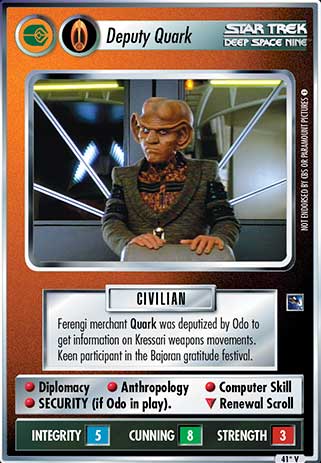 Deputy Quark
STAR TREK
DEEP SPACE NINE
NOT ENDORSED BY CBS OR PARAMOUNT PICTURES
CIVILIAN
Ferengi merchant Quark was deputized by Odo to
get information on Kressari weapons movements.
Keen participant in the Bajoran gratitude festival.
Diplomacy Anthropology Computer Skill
SECURITY (if Odo in play). Renewal Scroll
INTEGRITY 5 CUNNING 8 STRENGTH 3
41* V